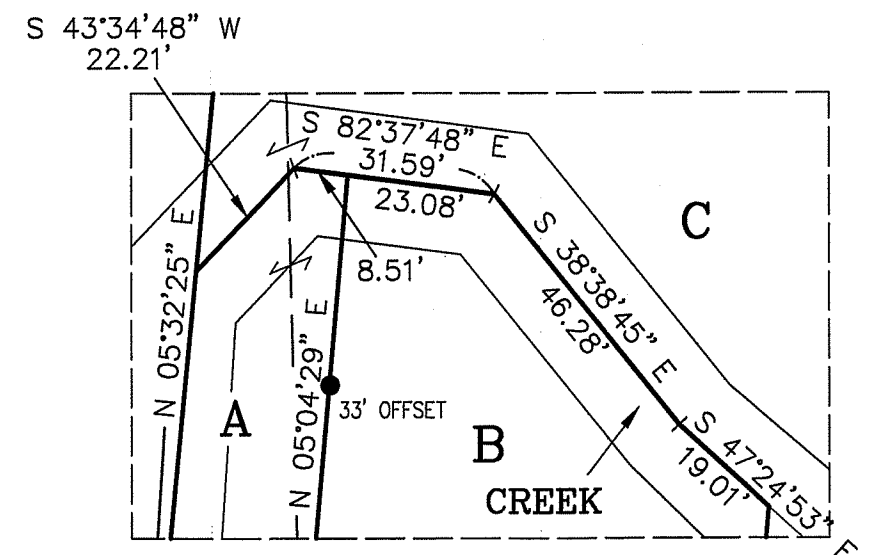 S 43°34'48" W
22.21'
S 82°37'48" E
31.59'
23.08'
8.51'
C
N 05°32'25" E
S 38°38'45" E
46.28'
N 05°04'29" E
33' OFFSET
A
B
CREEK
S 47°24'53" E
19.01'